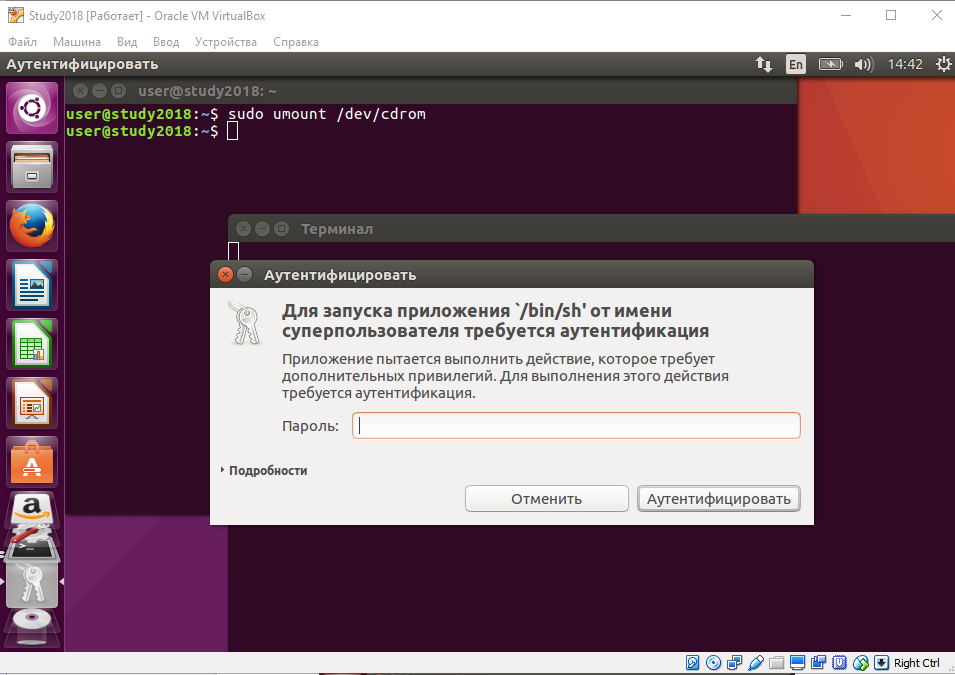 Study2018 [Работает] - Oracle VM VirtualBox
Файл Машина Вид Ввод Устройства Справка
Аутентифицировать En 14:42
user@study2018: ~
user@study2018:~$ sudo umount /dev/cdrom
user@study2018:~$
Терминал
Аутентифицировать
Для запуска приложения `/bin/sh' от имени
суперпользователя требуется аутентификация
Приложение пытается выполнить действие, которое требует
дополнительных привилегий. Для выполнения этого действия
требуется аутентификация.
Пароль:
Подробности
Отменить Аутентифицировать
Right Ctrl